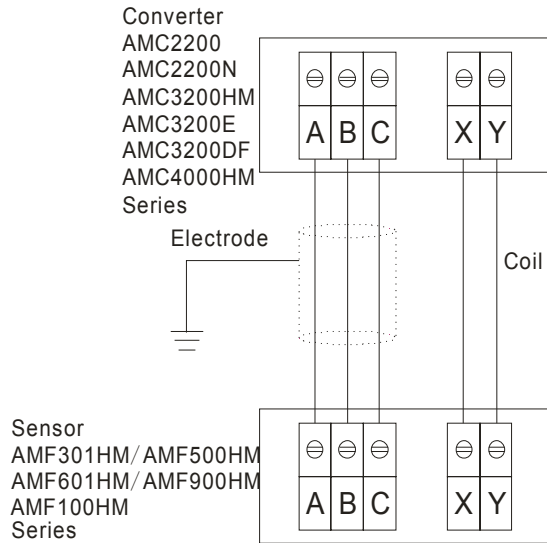 Converter
AMC2200
AMC2200N
AMC3200HM
AMC3200E
AMC3200DF
AMC4000HM
Series
A B C X Y
Electrode
Coil
Sensor
AMF301HM/AMF500HM
AMF601HM/AMF900HM
AMF100HM
Series
A B C X Y